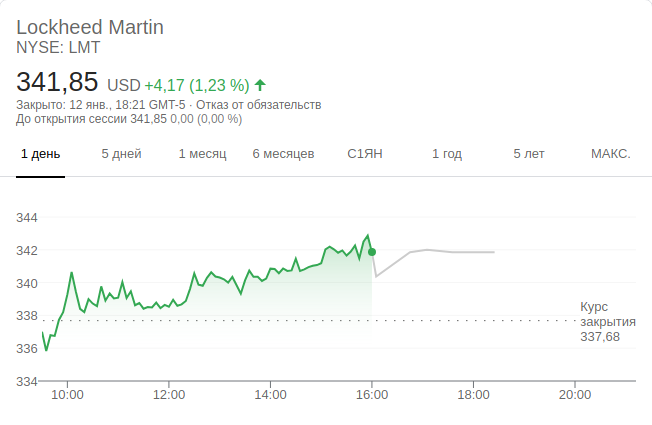 Lockheed Martin
NYSE: LMT
341,85 USD +4,17 (1,23 %)
Закрыто: 12 янв., 18:21 GMT-5 · Отказ от обязательств
До открытия сессии 341,85 0,00 (0,00 %)
1 день 5 дней 1 месяц 6 месяцев С1ЯН 1 год 5 лет МАКС.
344
342
340
338
336
334
Курс
закрытия
337,68
10:00 12:00 14:00 16:00 18:00 20:00